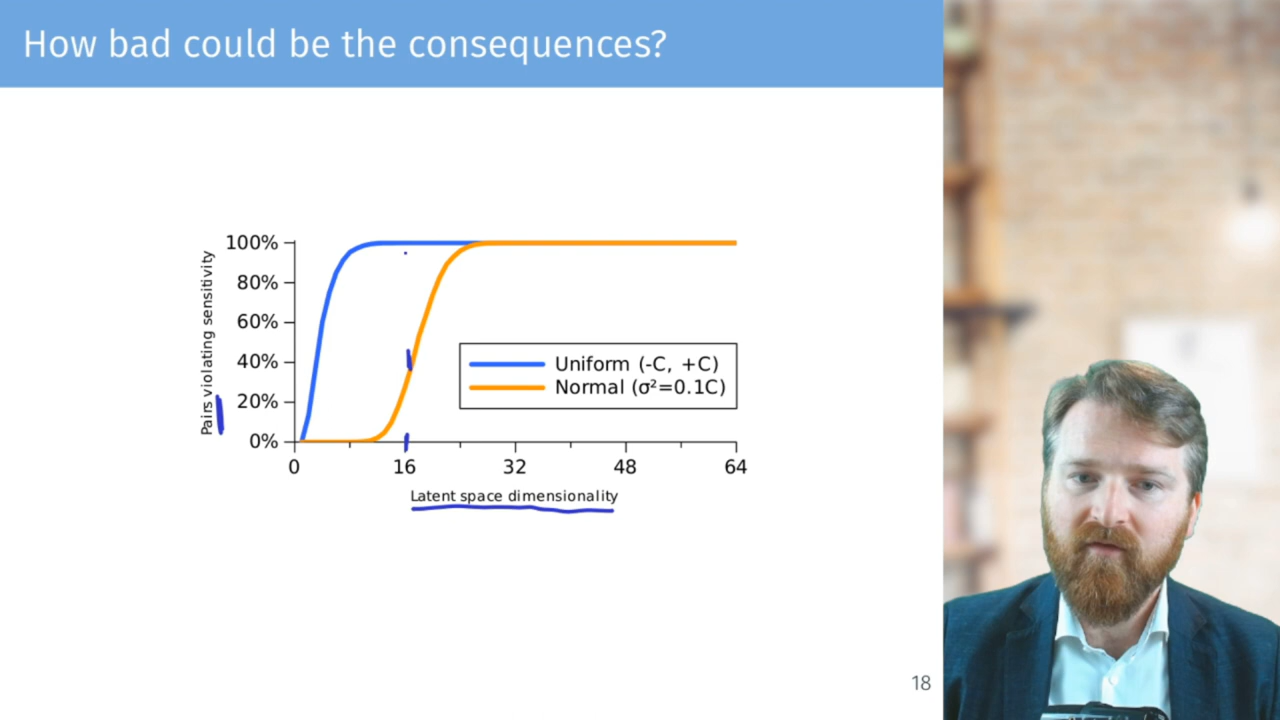 How bad could be the consequences?
Pairs violating sensitivity
100%
80%
60%
40%
20%
0%
Uniform (-C, +C)
Normal (σ²=0.1C)
0 16 32 48 64
Latent space dimensionality
18